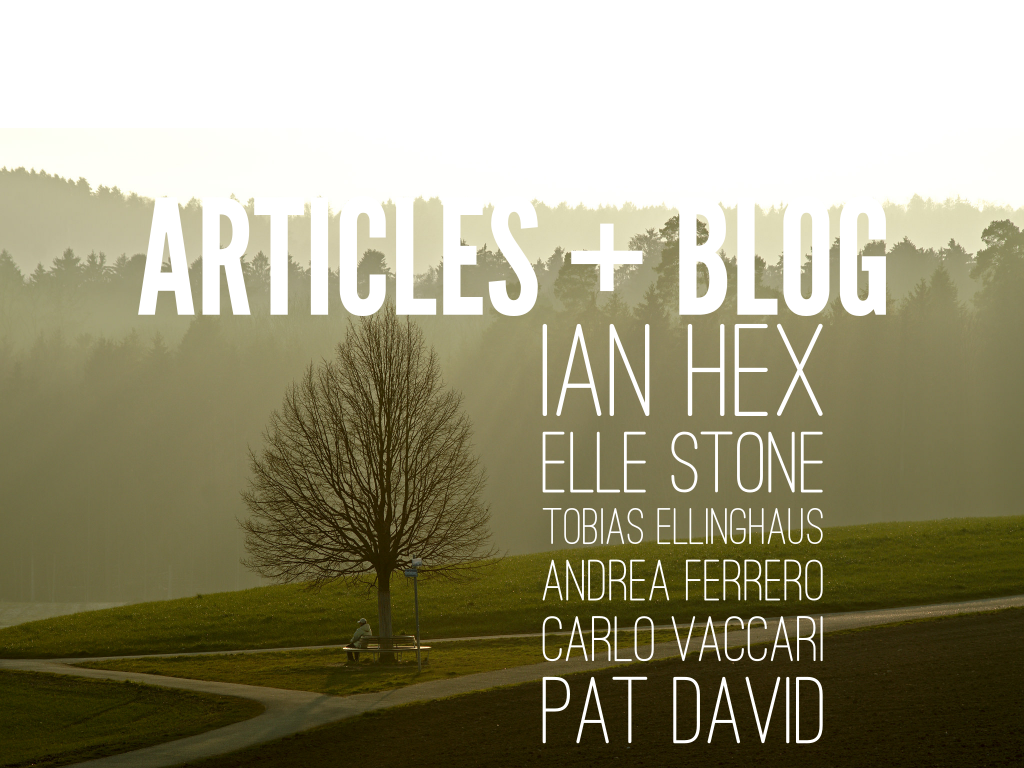 ARTICLES + BLOG
IAN HEX
ELLE STONE
TOBIAS ELLINGHAUS
ANDREA FERRERO
CARLO VACCARI
PAT DAVID